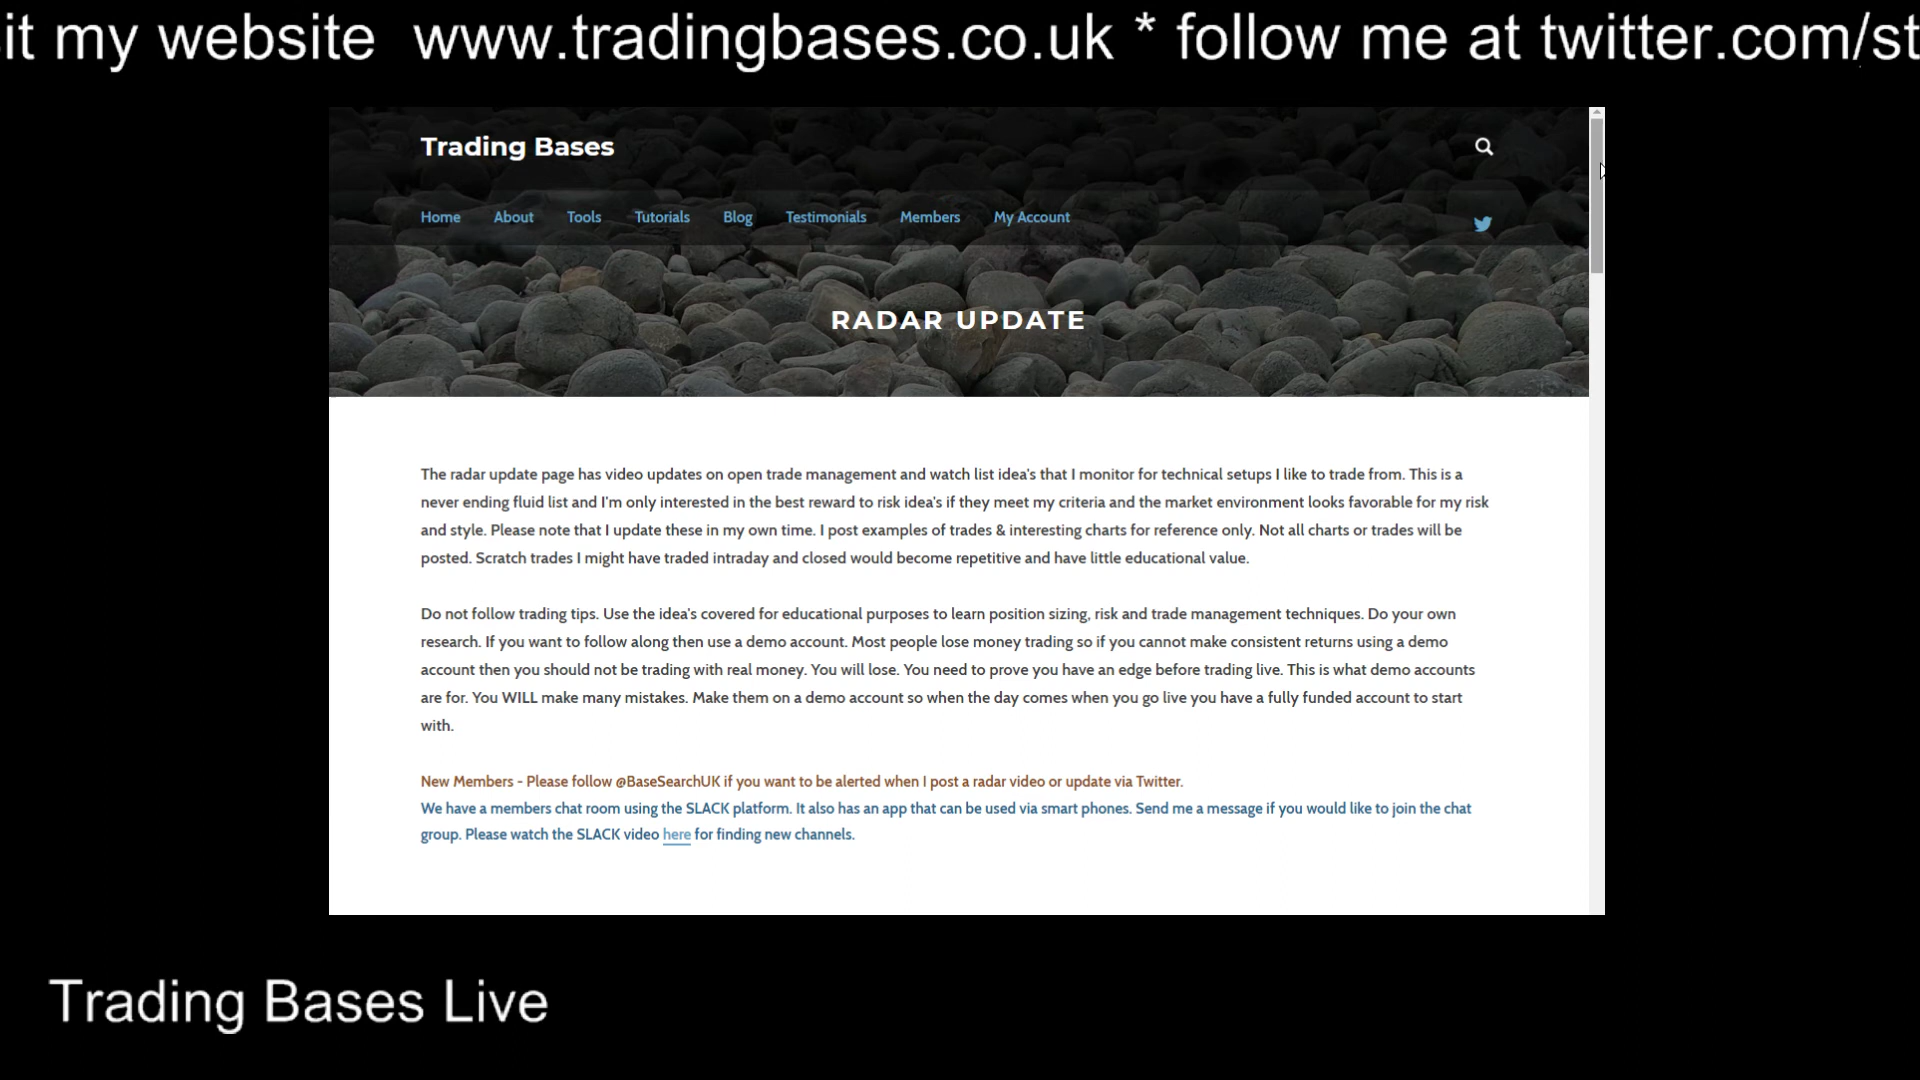 it my website www.tradingbases.co.uk * follow me at twitter.com/st
Trading Bases
Home About Tools Tutorials Blog Testimonials Members My Account
RADAR UPDATE
The radar update page has video updates on open trade management and watch list idea's that I monitor for technical setups I like to trade from. This is a
never ending fluid list and I'm only interested in the best reward to risk idea's if they meet my criteria and the market environment looks favorable for my risk
and style. Please note that I update these in my own time. I post examples of trades & interesting charts for reference only. Not all charts or trades will be
posted. Scratch trades I might have traded intraday and closed would become repetitive and have little educational value.
Do not follow trading tips. Use the idea's covered for educational purposes to learn position sizing, risk and trade management techniques. Do your own
research. If you want to follow along then use a demo account. Most people lose money trading so if you cannot make consistent returns using a demo
account then you should not be trading with real money. You will lose. You need to prove you have an edge before trading live. This is what demo accounts
are for. You WILL make many mistakes. Make them on a demo account so when the day comes when you go live you have a fully funded account to start
with.
New Members - Please follow @BaseSearchUK if you want to be alerted when I post a radar video or update via Twitter.
We have a members chat room using the SLACK platform. It also has an app that can be used via smart phones. Send me a message if you would like to join the chat
group. Please watch the SLACK video here for finding new channels.
Trading Bases Live